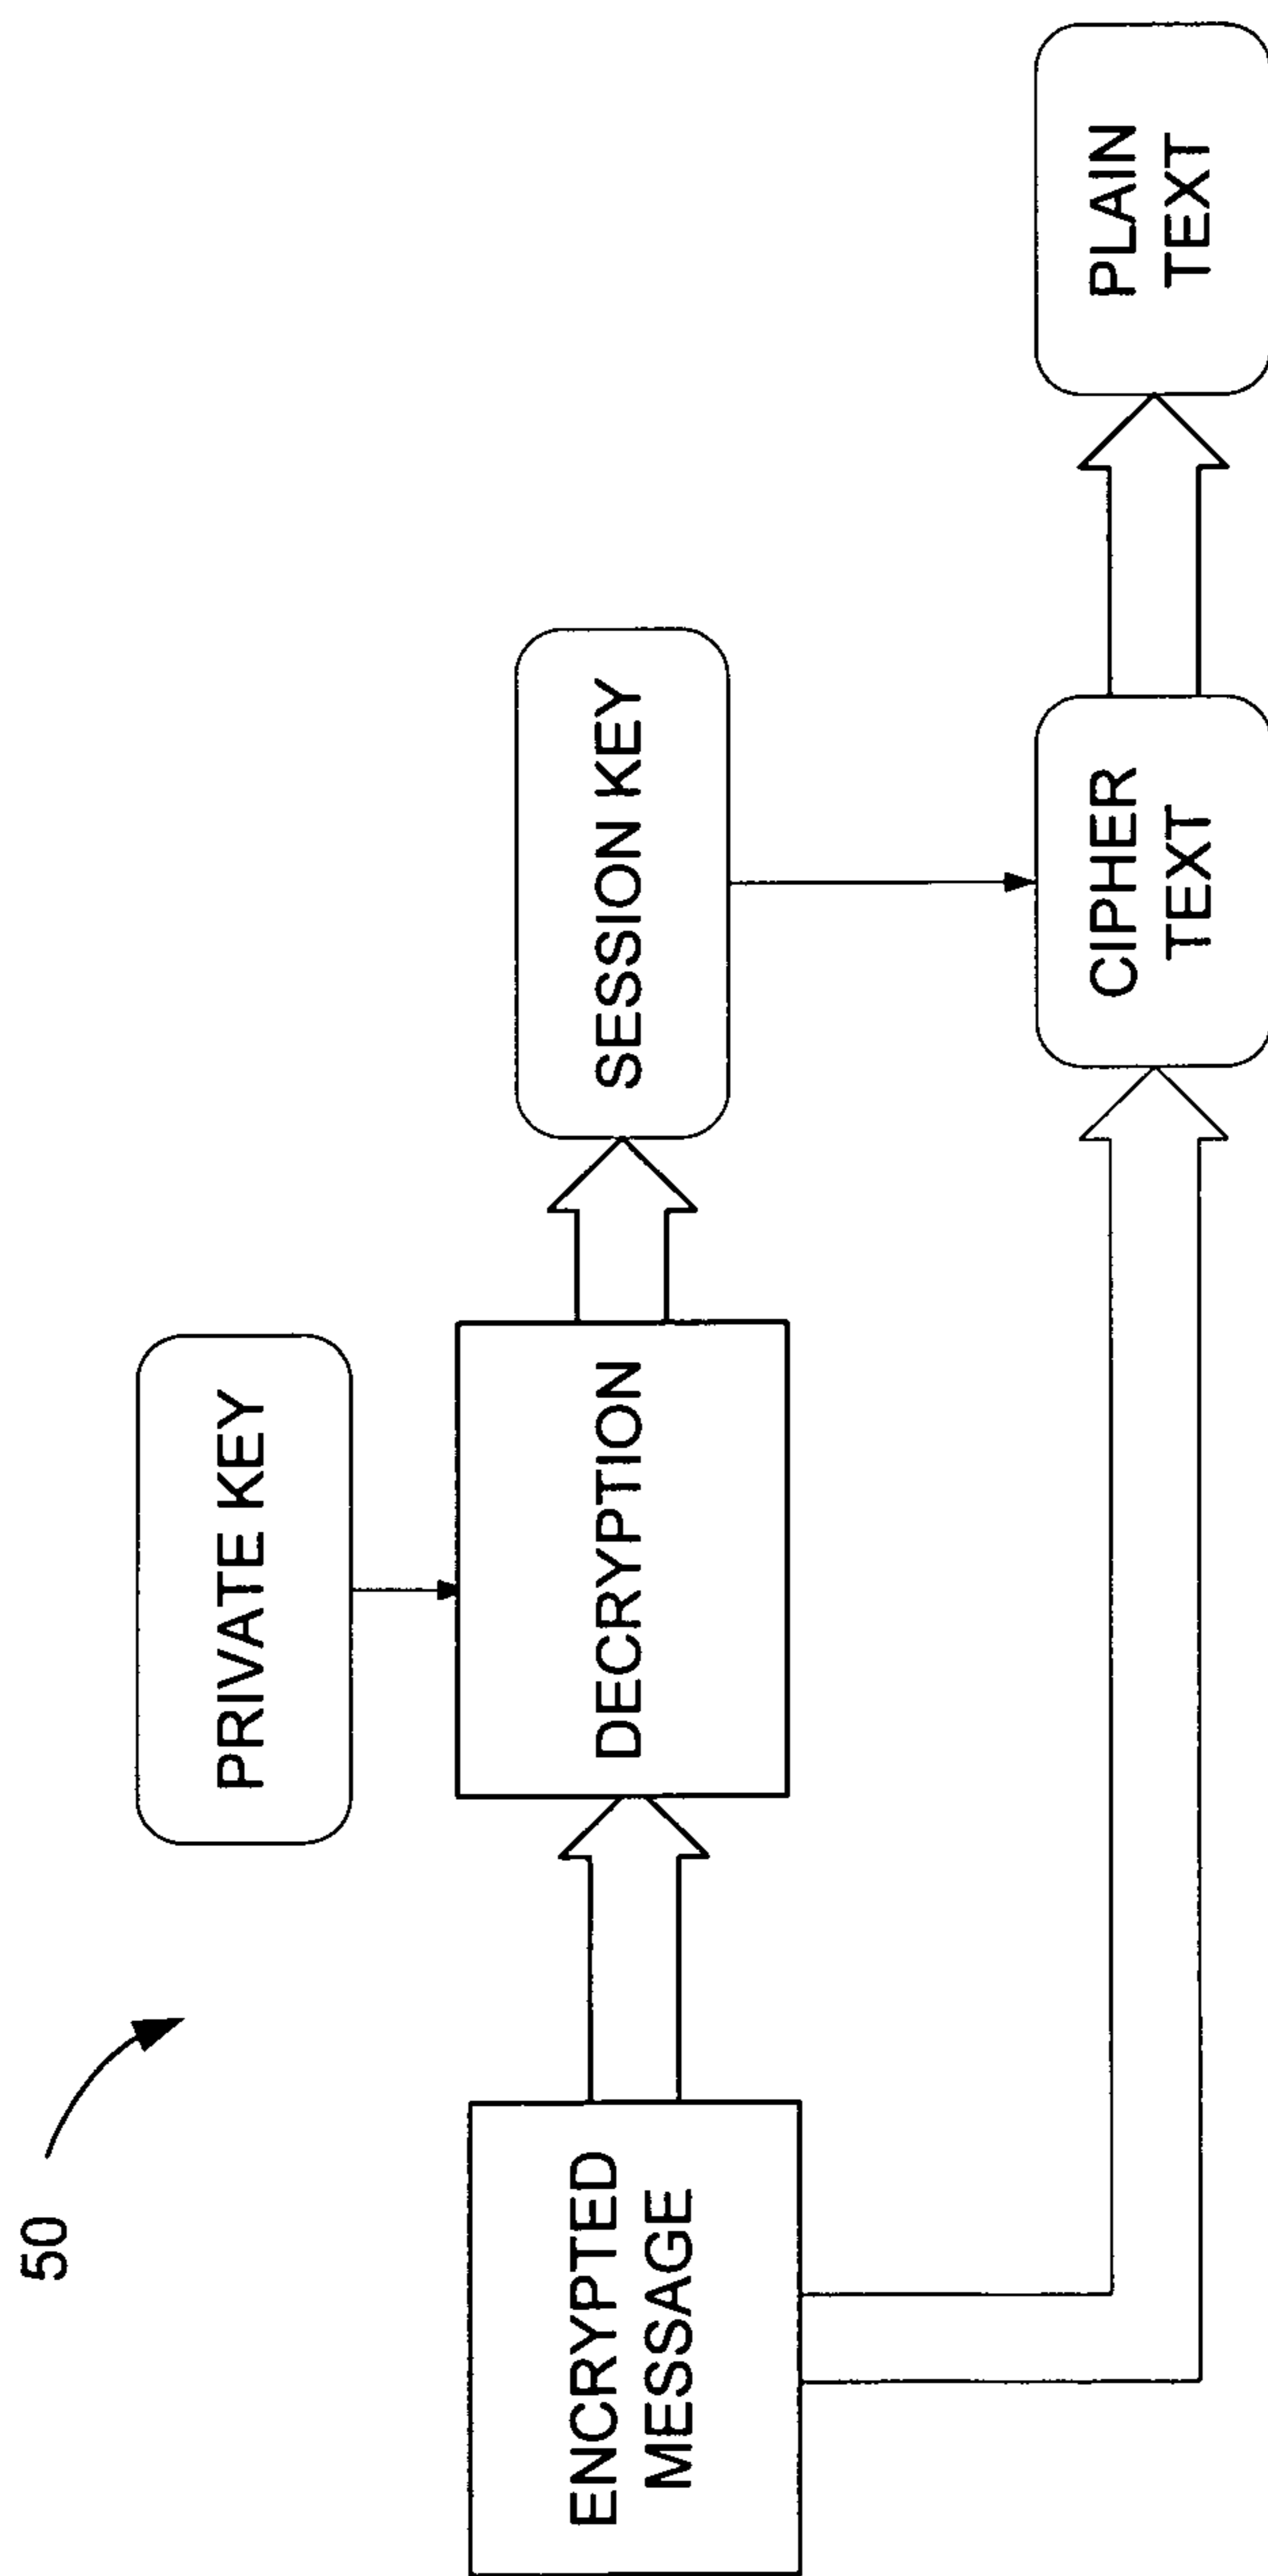 50
PRIVATE KEY
ENCRYPTED
MESSAGE
DECRYPTION
SESSION KEY
CIPHER
TEXT
PLAIN
TEXT